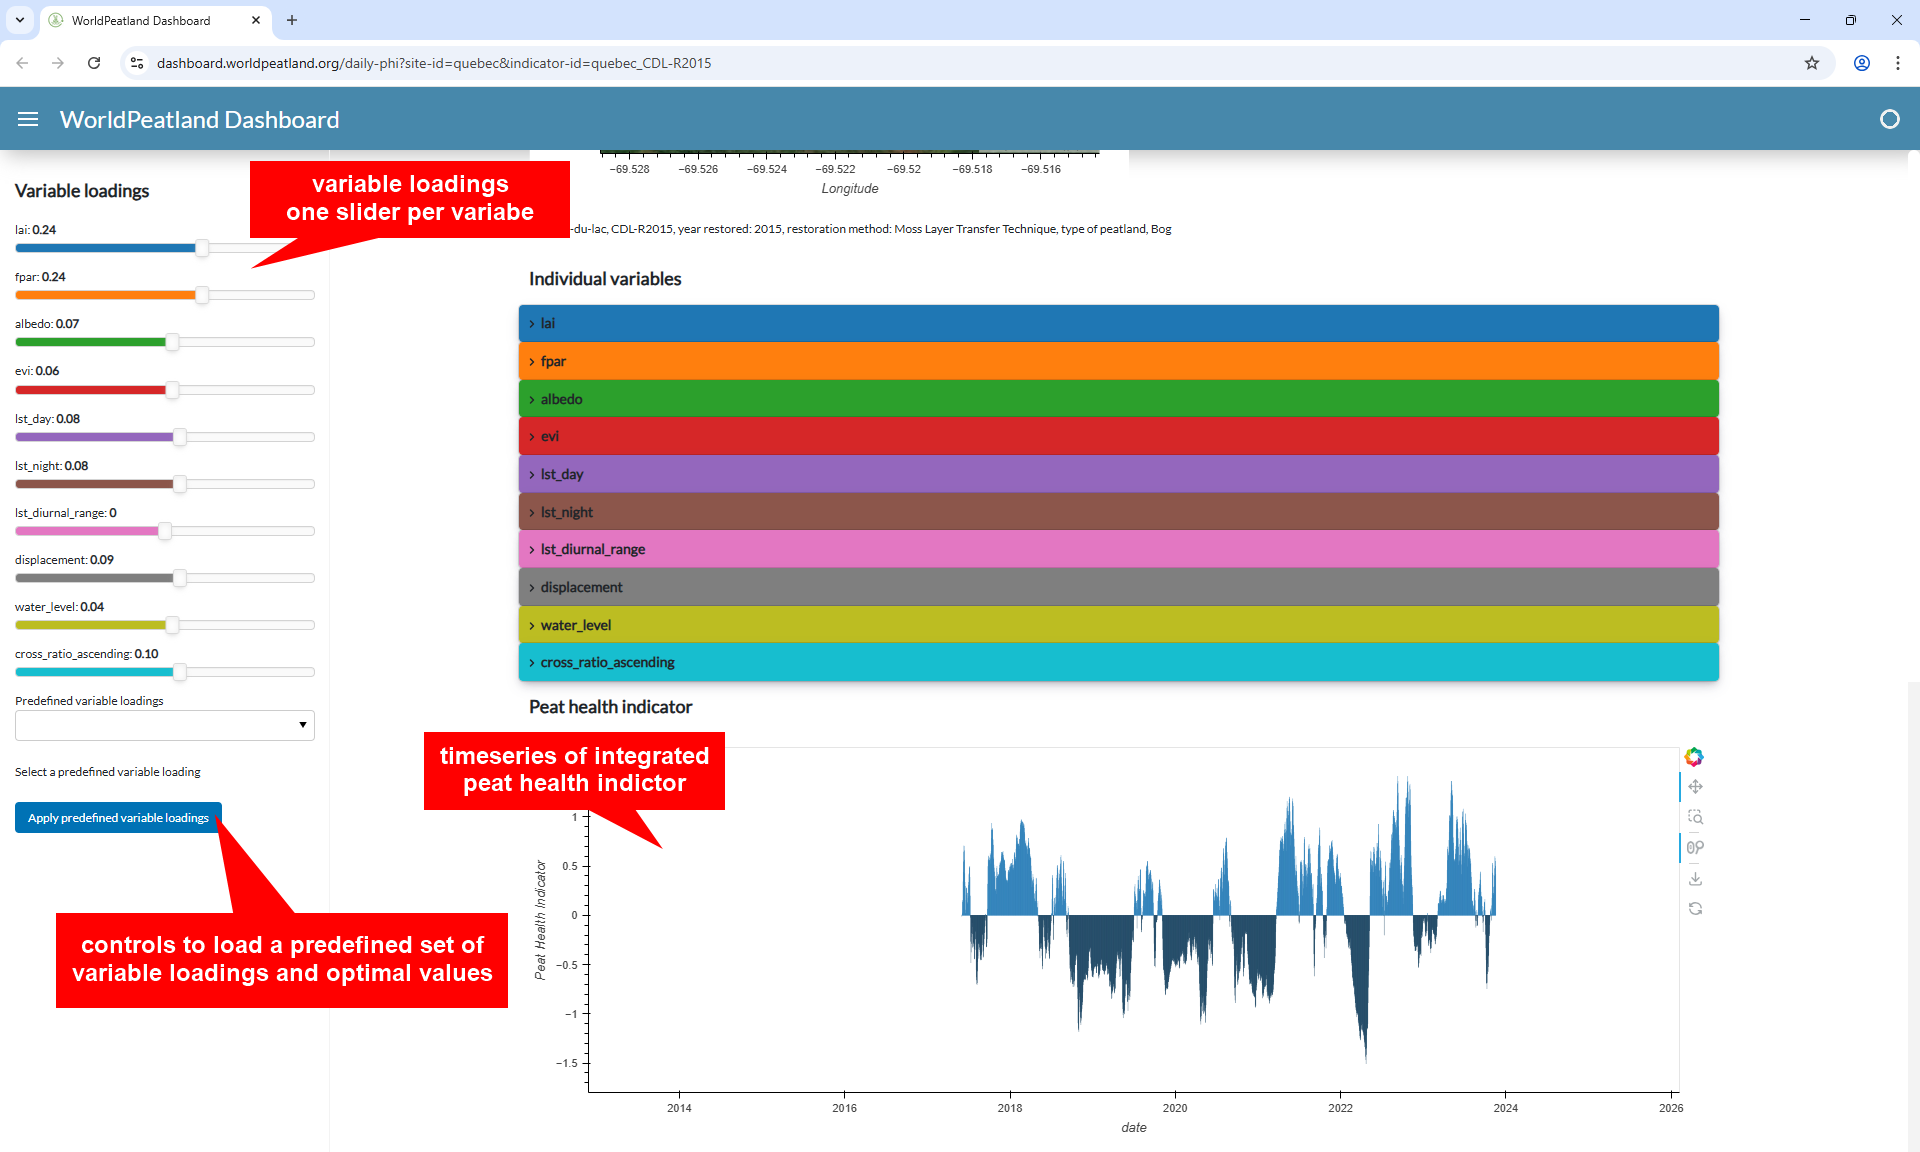 WorldPeatland Dashboard
dashboard.worldpeatland.org/daily-phi?site-id=quebec&indicator-id=quebec_CDL-R2015
WorldPeatland Dashboard
Variable loadings
lai: 0.24
fpar: 0.24
albedo: 0.07
evi: 0.06
lst_day: 0.08
lst_night: 0.08
lst_diurnal_range: 0
displacement: 0.09
water_level: 0.04
cross_ratio_ascending: 0.10
Predefined variable loadings
Select a predefined variable loading
Apply predefined variable loadings
variable loadings
one slider per variabe
controls to load a predefined set of
variable loadings and optimal values
−69.528 −69.526 −69.524 −69.522 −69.52 −69.518 −69.516
Longitude
-du-lac, CDL-R2015, year restored: 2015, restoration method: Moss Layer Transfer Technique, type of peatland, Bog
Individual variables
lai
fpar
albedo
evi
lst_day
lst_night
lst_diurnal_range
displacement
water_level
cross_ratio_ascending
Peat health indicator
timeseries of integrated
peat health indictor
Peat Health Indicator
1
0.5
0
−0.5
−1
−1.5
2014 2016 2018 2020 2022 2024 2026
date